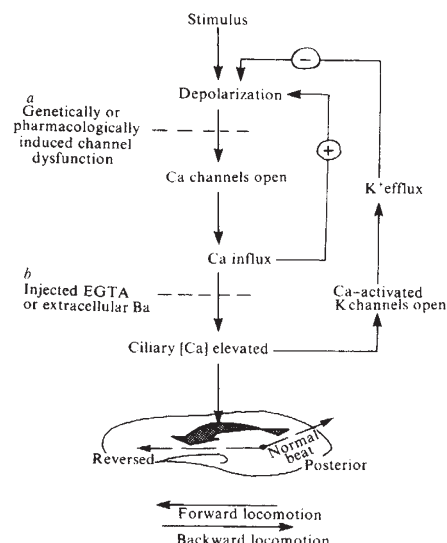 Stimulus
−
Depolarization
a
Genetically or
pharmacologically
induced channel
dysfunction
+
Ca channels open
K⁺efflux
Ca influx
b
Injected EGTA
or extracellular Ba
Ca-activated
K channels open
Ciliary [Ca] elevated
Normal
beat
Reversed
Posterior
Forward locomotion
Backward locomotion